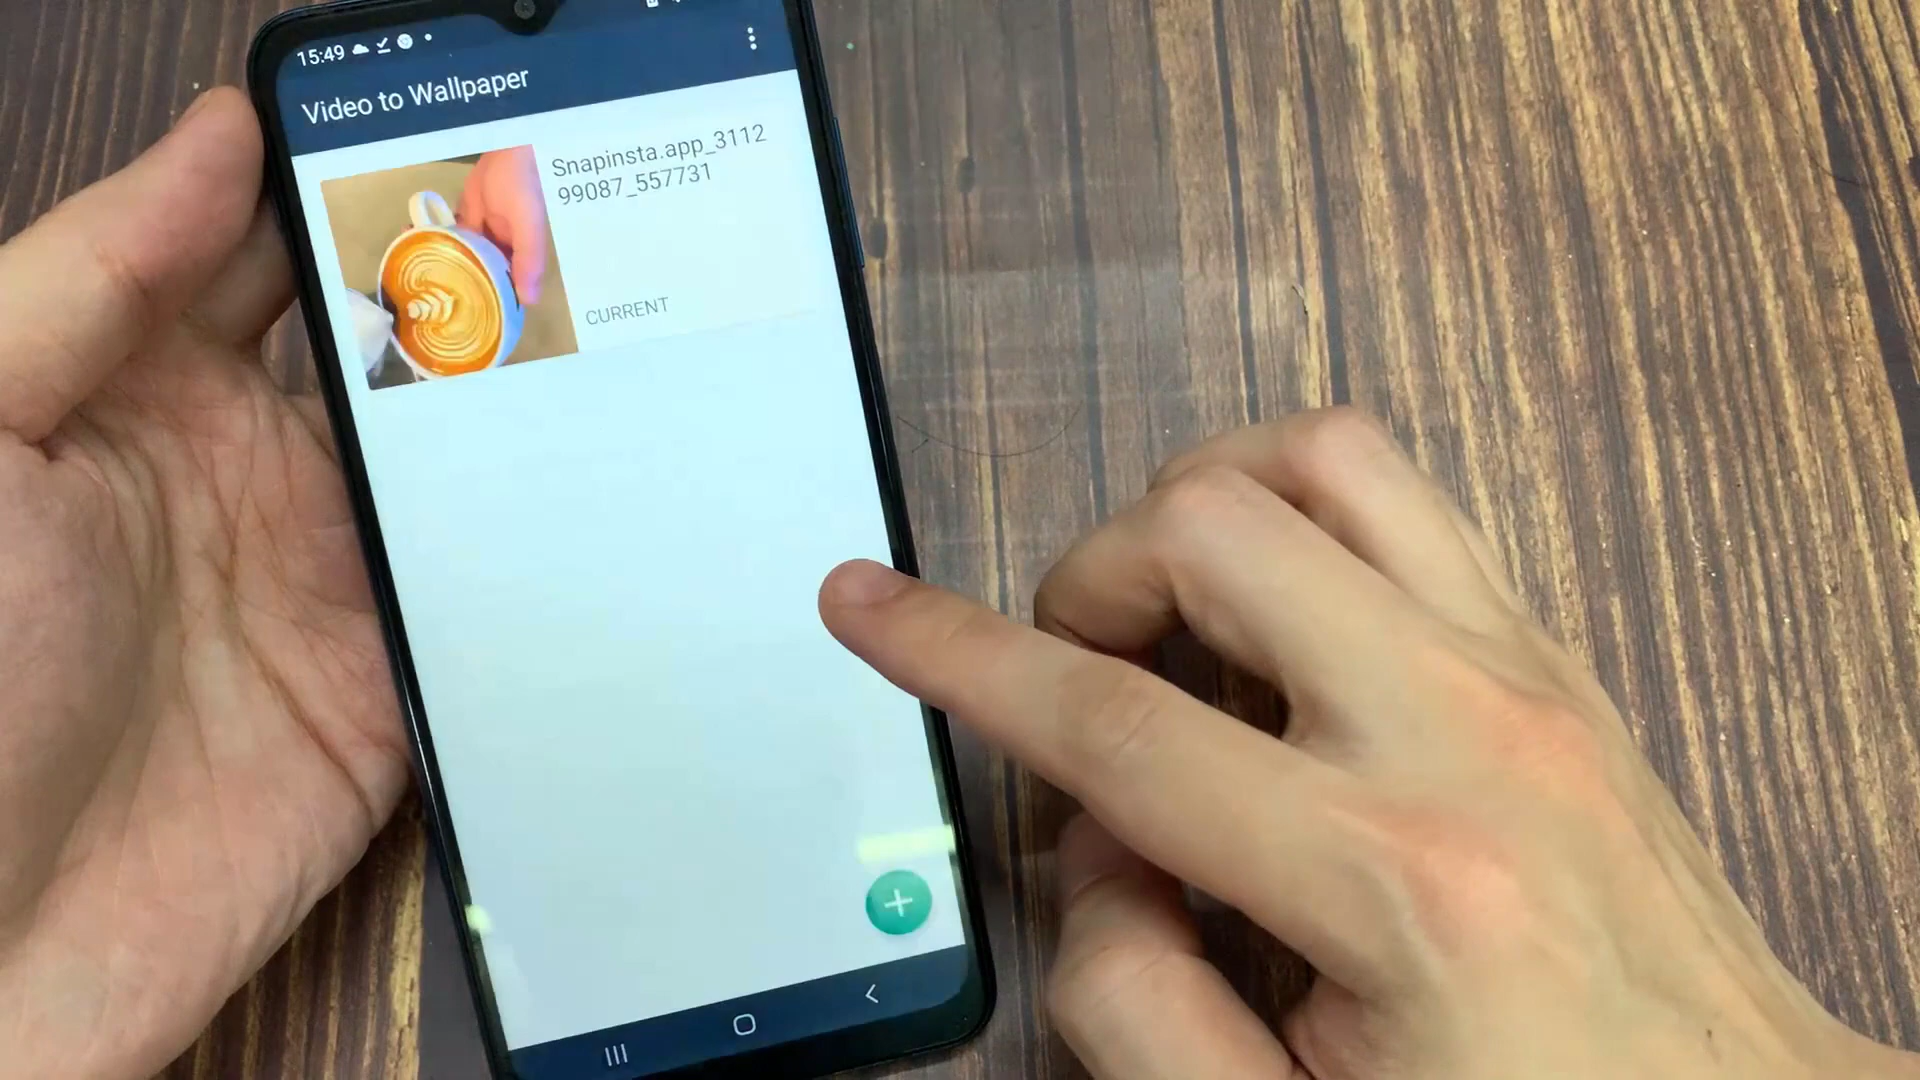 15:49
Video to Wallpaper
Snapinsta.app_3112
99087_557731
CURRENT